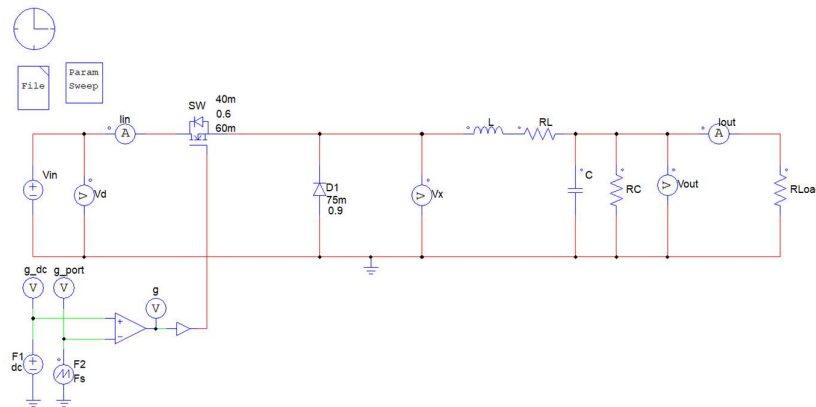 File
Param
Sweep
40m
SW
0.6
60m
Iin
A
L
RL
Iout
A
Vin
V
Vd
D1
75m
0.9
V
Vx
C
RC
V
Vout
RLoa
g_dc
g_port
V
V
g
V
F1
dc
F2
Fs